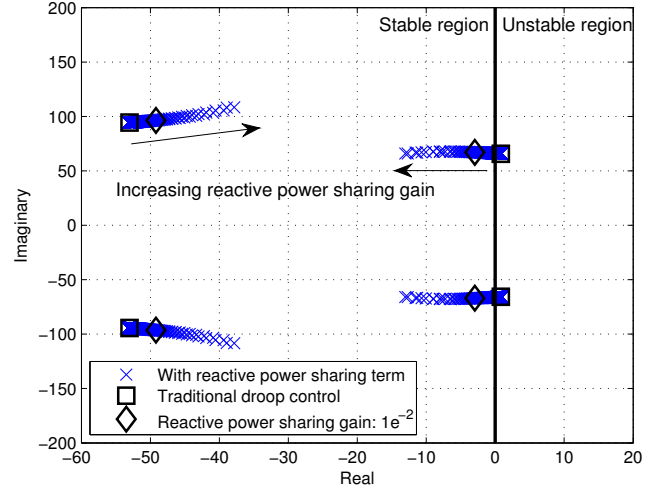 200
150
100
50
0
−50
−100
−150
−200
Imaginary
Stable region
Unstable region
Increasing reactive power sharing gain
With reactive power sharing term
Traditional droop control
Reactive power sharing gain: 1e⁻²
−60 −50 −40 −30 −20 −10 0 10 20
Real